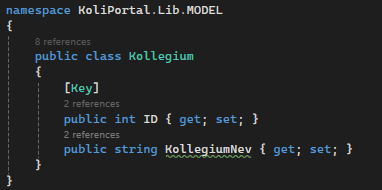 namespace KoliPortal.Lib.MODEL
{
8 references
public class Kollegium
{
[Key]
2 references
public int ID { get; set; }
2 references
public string KollegiumNev { get; set; }
}
}